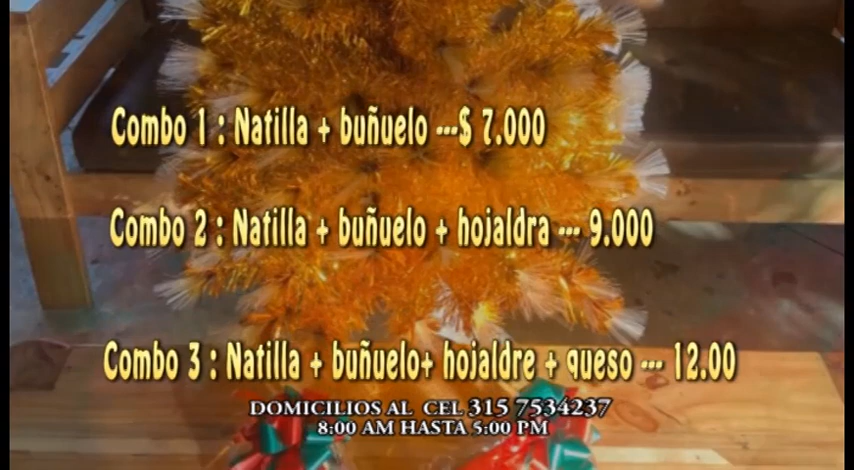 Combo 1 : Natilla + buñuelo ---$ 7.000
Combo 2 : Natilla + buñuelo + hojaldra --- 9.000
Combo 3 : Natilla + buñuelo+ hojaldre + queso --- 12.00
DOMICILIOS AL CEL 315 7534237
8:00 AM HASTA 5:00 PM